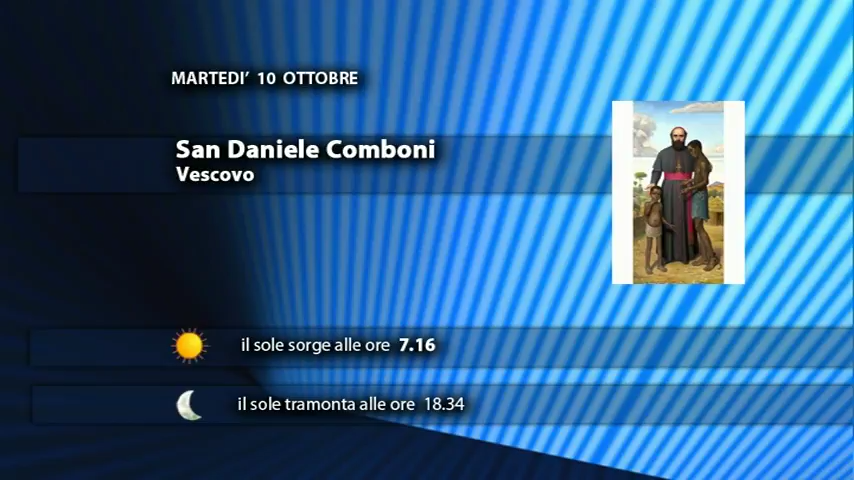 MARTEDI’ 10 OTTOBRE
San Daniele Comboni
Vescovo
il sole sorge alle ore 7.16
il sole tramonta alle ore 18.34